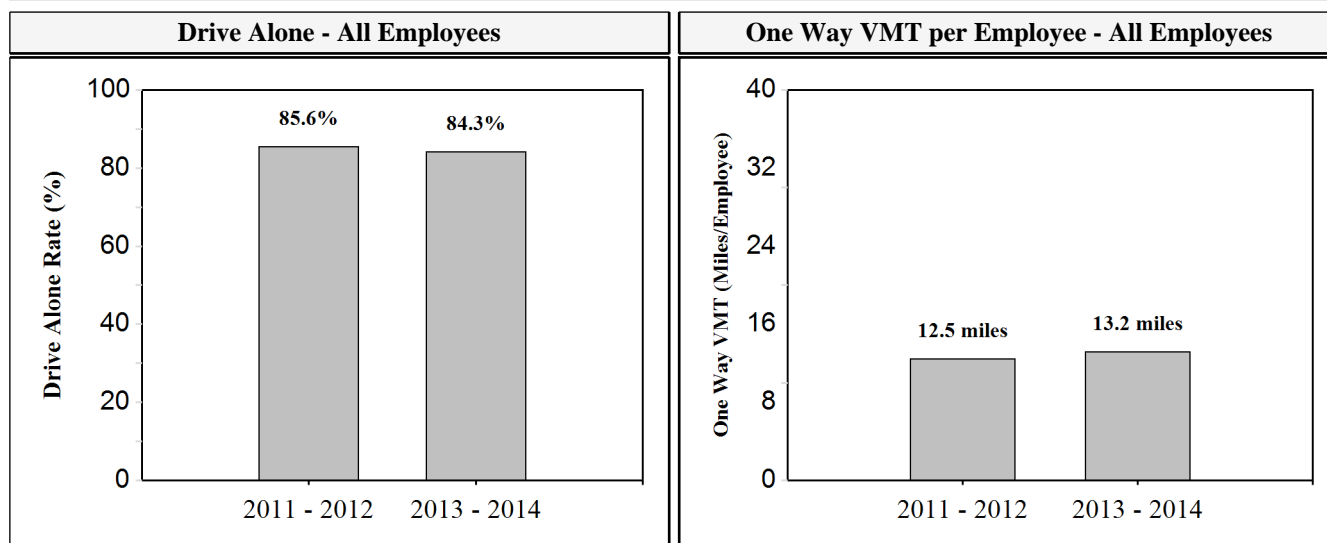 Drive Alone - All Employees
One Way VMT per Employee - All Employees
Drive Alone Rate (%)
100
80
60
40
20
0
85.6%
84.3%
2011 - 2012
2013 - 2014
One Way VMT (Miles/Employee)
40
32
24
16
8
0
12.5 miles
13.2 miles
2011 - 2012
2013 - 2014